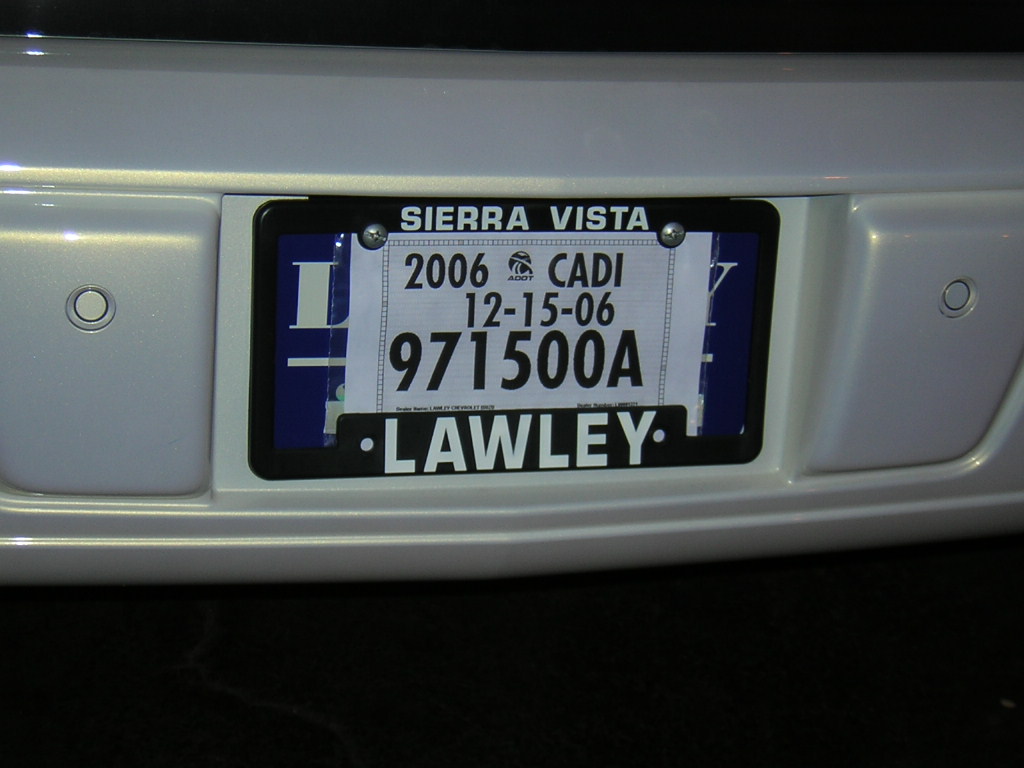 SIERRA VISTA
2006 ADOT CADI
12-15-06
971500A
LAWLEY